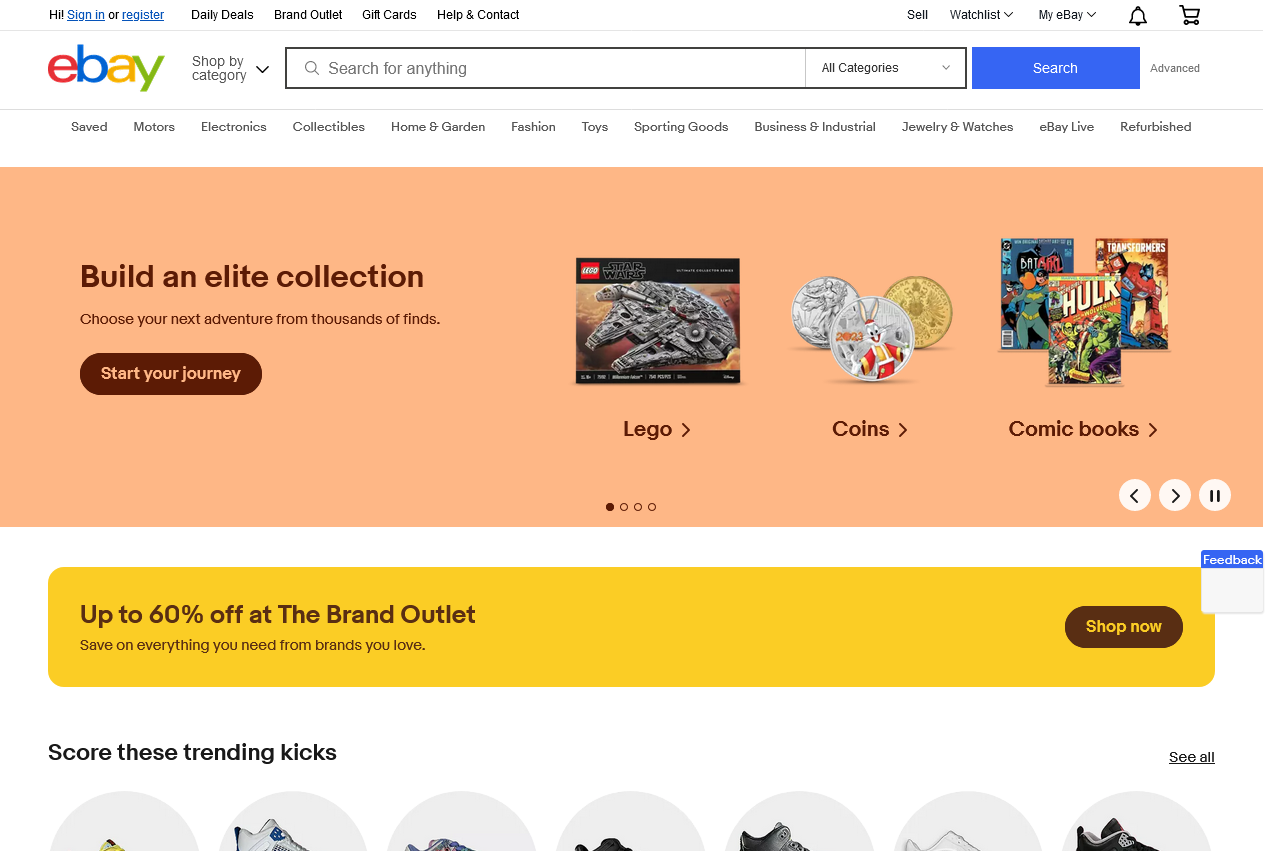 Hi! Sign in or register
Daily Deals
Brand Outlet
Gift Cards
Help & Contact
Sell
Watchlist
My eBay
ebay
Shop by
category
Search for anything
All Categories
Search
Advanced
Saved
Motors
Electronics
Collectibles
Home & Garden
Fashion
Toys
Sporting Goods
Business & Industrial
Jewelry & Watches
eBay Live
Refurbished
Build an elite collection
Choose your next adventure from thousands of finds.
Start your journey
LEGO
STAR WARS
ULTIMATE COLLECTOR SERIES
2023
BATGIRL
TRANSFORMERS
HULK
Lego
Coins
Comic books
Feedback
Up to 60% off at The Brand Outlet
Save on everything you need from brands you love.
Shop now
Score these trending kicks
See all